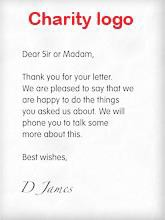 Charity logo
Dear Sir or Madam,
Thank you for your letter.
We are pleased to say that we
are happy to do the things
you asked us about. We will
phone you to talk some
more about this.
Best wishes,
D James